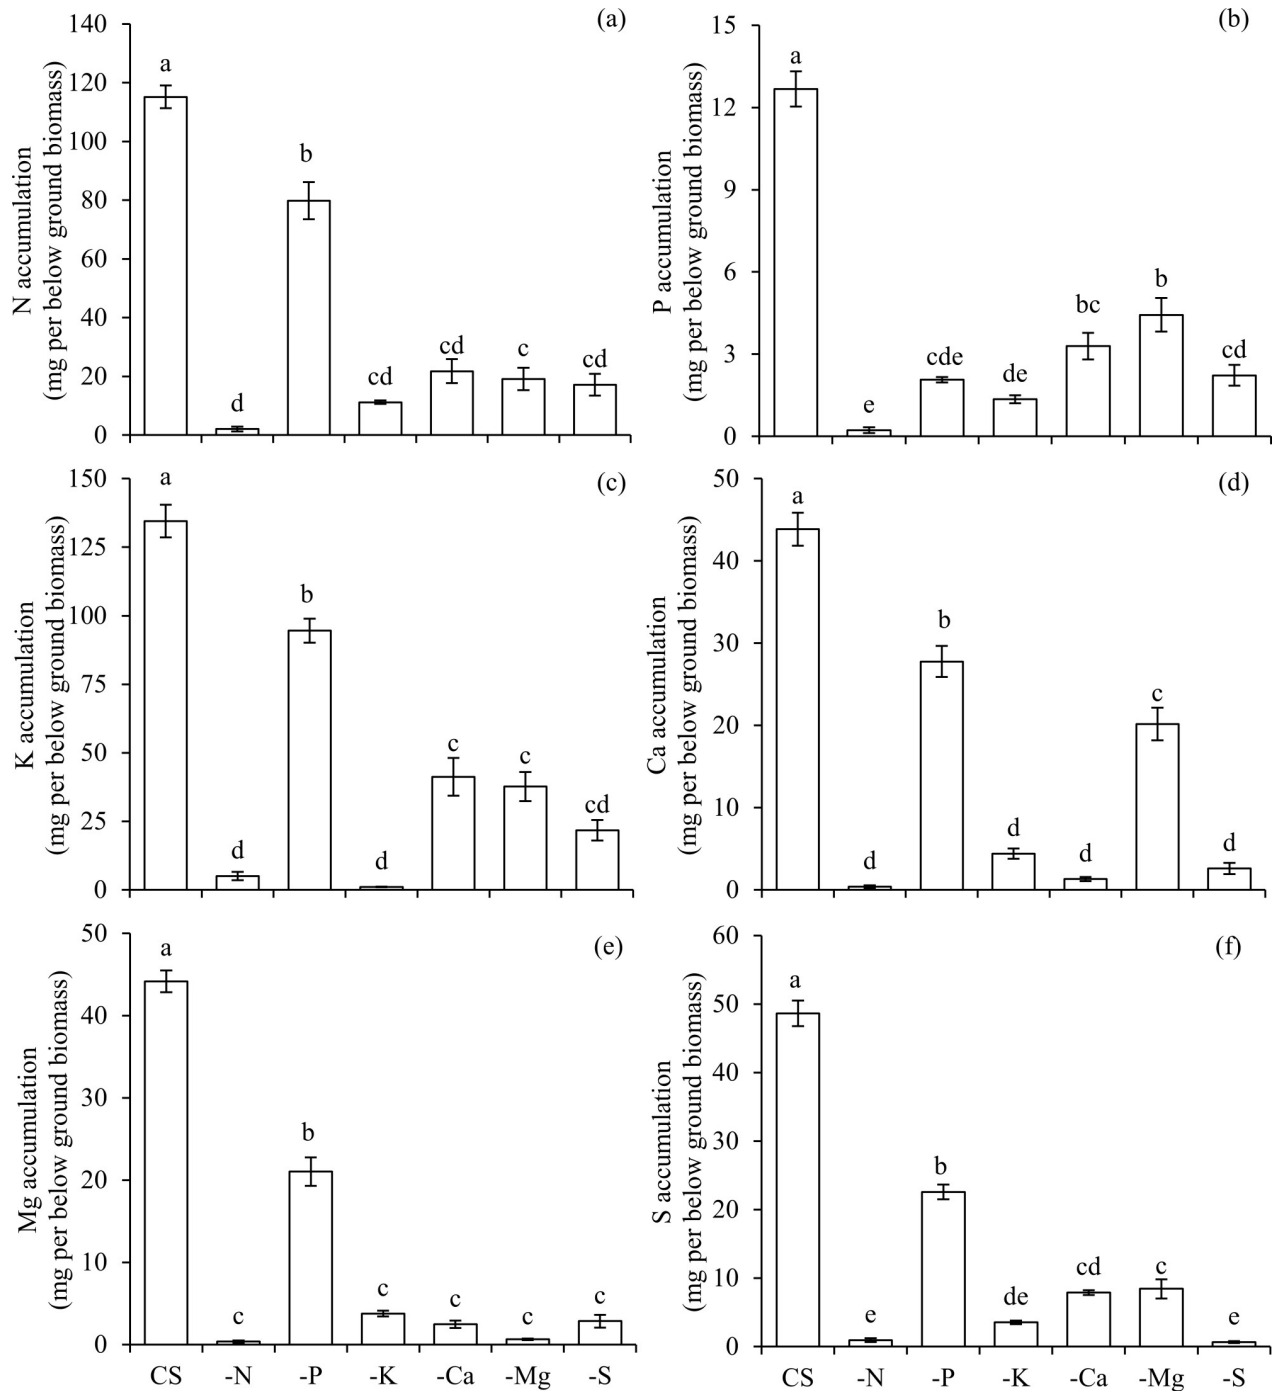 (a)
N accumulation
(mg per below ground biomass)
140
120
100
80
60
40
20
0
a
d
b
cd
cd
c
cd
(b)
P accumulation
(mg per below ground biomass)
15
12
9
6
3
0
a
e
cde
de
bc
b
cd
(c)
K accumulation
(mg per below ground biomass)
150
125
100
75
50
25
0
a
d
b
d
c
c
cd
(d)
Ca accumulation
(mg per below ground biomass)
50
40
30
20
10
0
a
d
b
d
d
c
d
(e)
Mg accumulation
(mg per below ground biomass)
50
40
30
20
10
0
a
c
b
c
c
c
c
CS -N -P -K -Ca -Mg -S
(f)
S accumulation
(mg per below ground biomass)
60
50
40
30
20
10
0
a
e
b
de
cd
c
e
CS -N -P -K -Ca -Mg -S